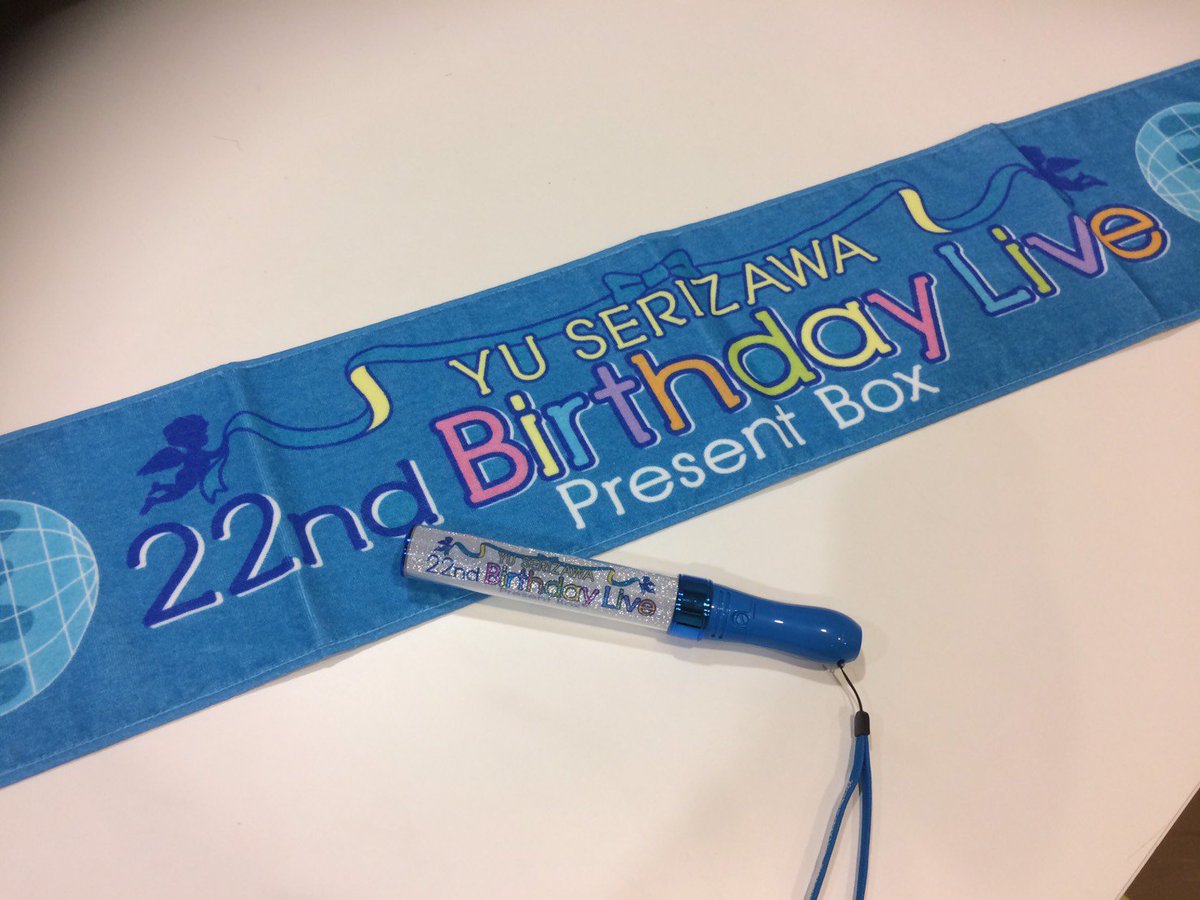 YU SERIZAWA
22nd Birthday Live
Present Box
YU SERIZAWA
22nd Birthday Live